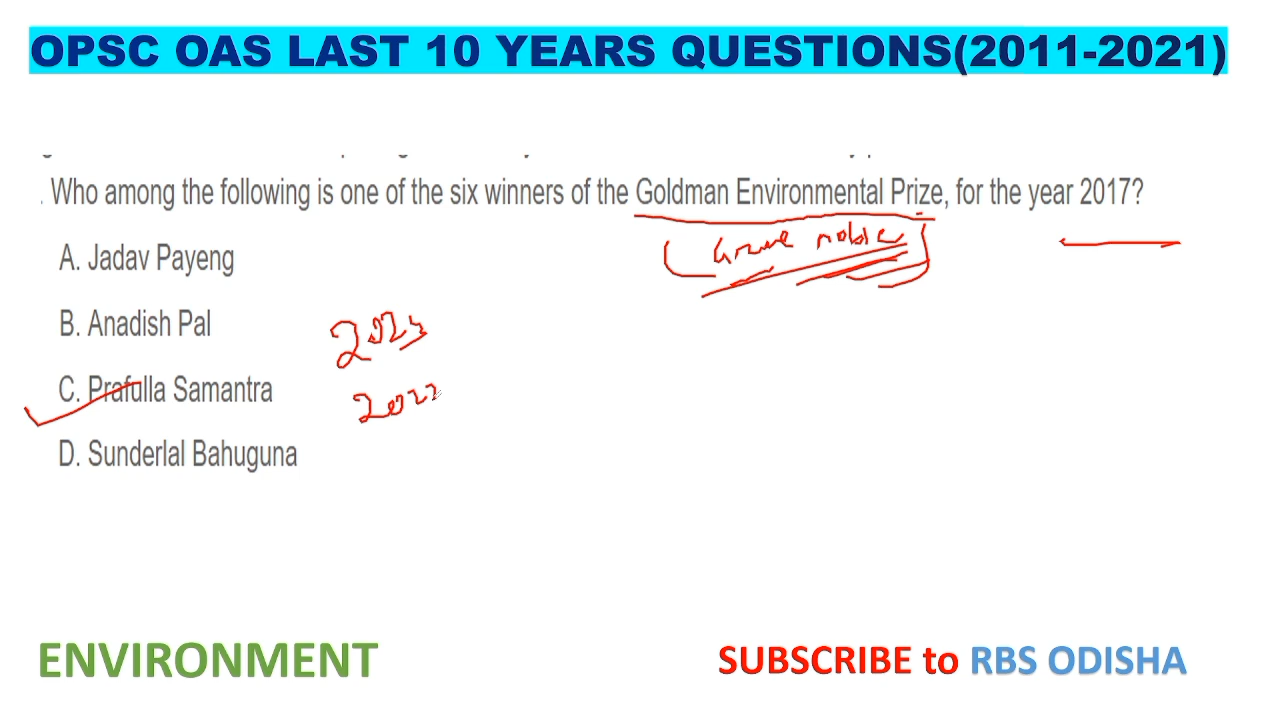 OPSC OAS LAST 10 YEARS QUESTIONS(2011-2021)
. Who among the following is one of the six winners of the Goldman Environmental Prize, for the year 2017?
A. Jadav Payeng
B. Anadish Pal
C. Prafulla Samantra
D. Sunderlal Bahuguna
2023
2022
ENVIRONMENT
SUBSCRIBE to RBS ODISHA